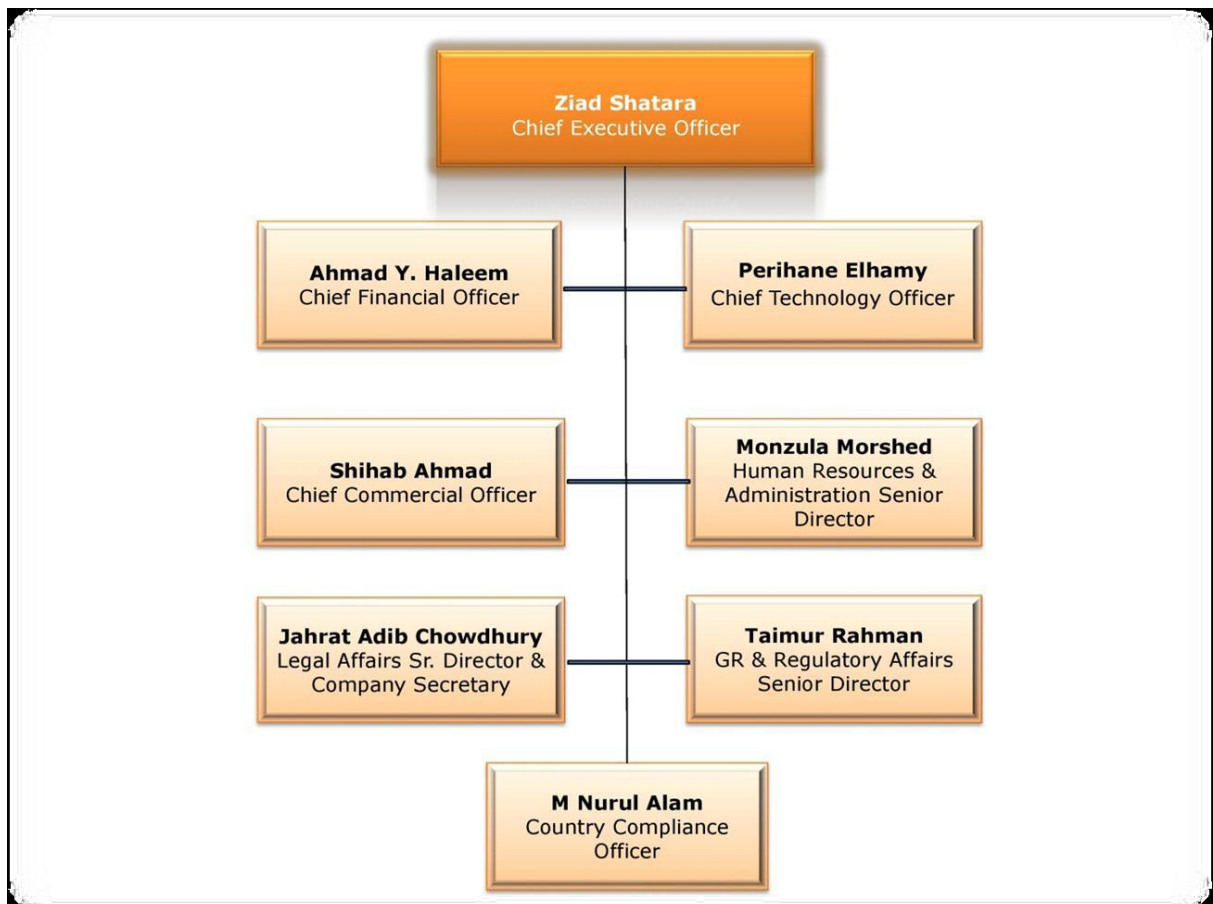 Ziad Shatara
Chief Executive Officer
Ahmad Y. Haleem
Chief Financial Officer
Perihane Elhamy
Chief Technology Officer
Shihab Ahmad
Chief Commercial Officer
Monzula Morshed
Human Resources &
Administration Senior
Director
Jahrat Adib Chowdhury
Legal Affairs Sr. Director &
Company Secretary
Taimur Rahman
GR & Regulatory Affairs
Senior Director
M Nurul Alam
Country Compliance
Officer